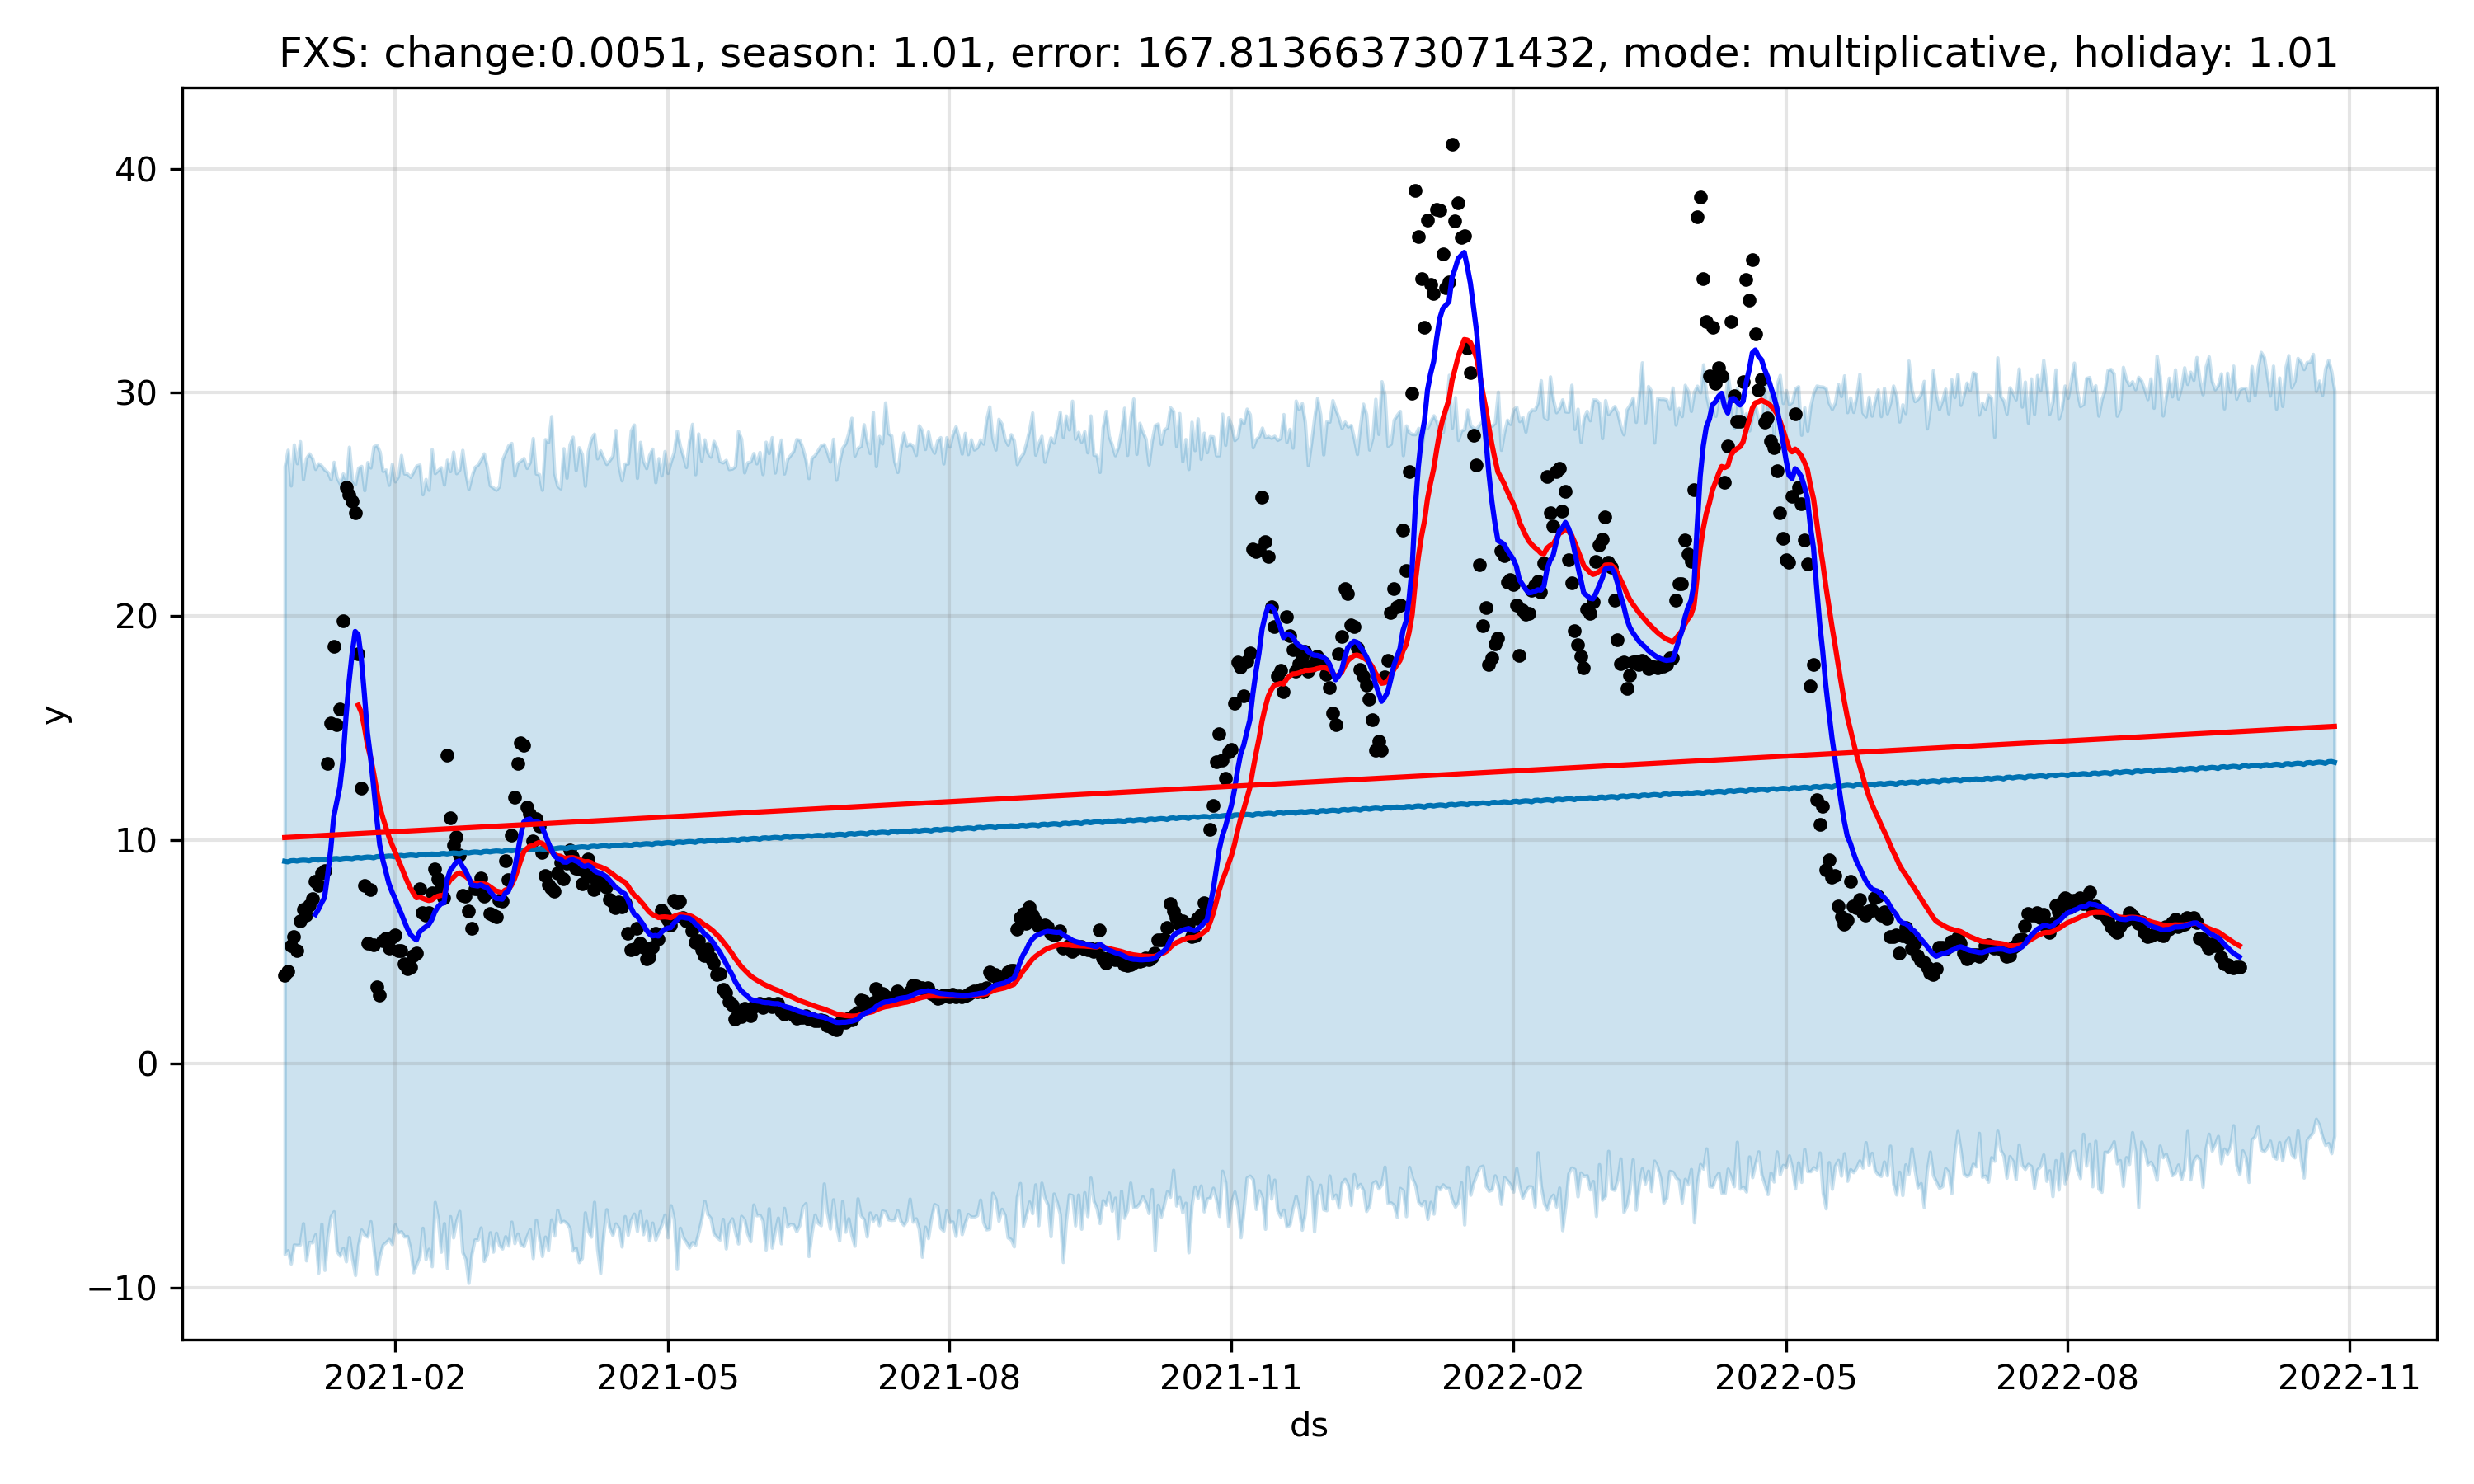 FXS: change:0.0051, season: 1.01, error: 167.81366373071432, mode: multiplicative, holiday: 1.01
40
30
20
10
0
−10
y
2021-02 2021-05 2021-08 2021-11 2022-02 2022-05 2022-08 2022-11
ds